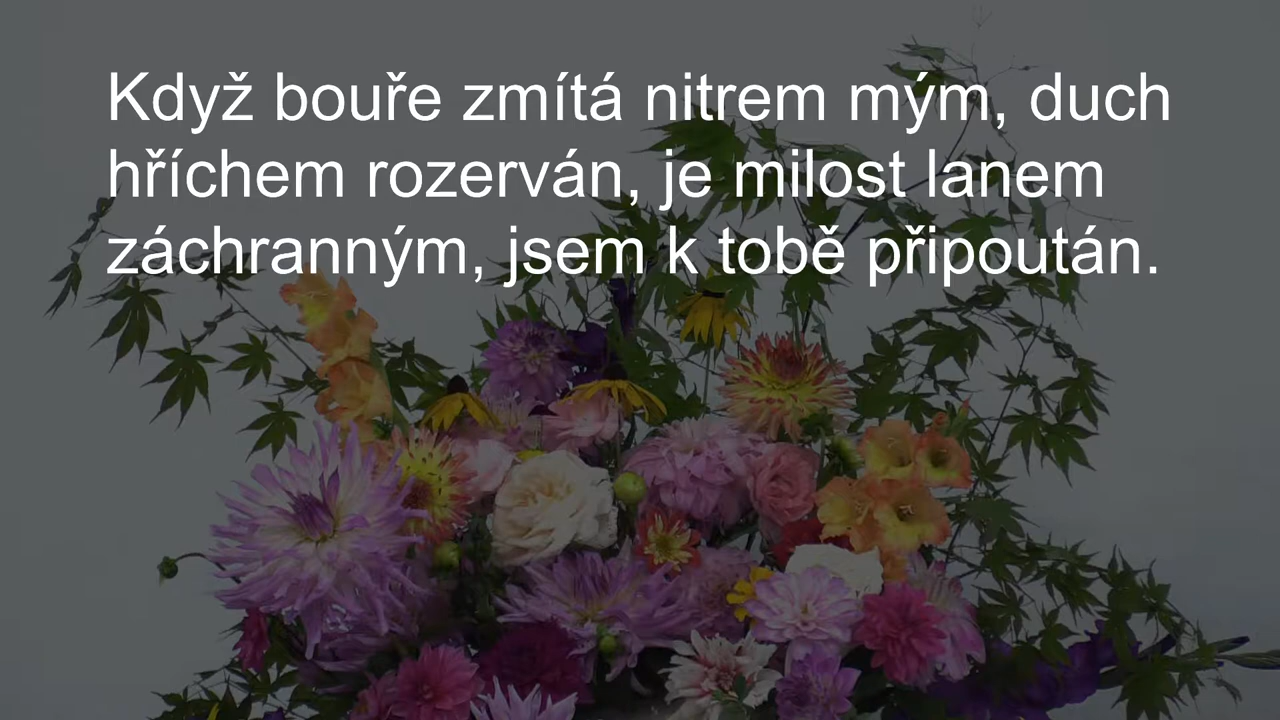 Když bouře zmítá nitrem mým, duch
hříchem rozerván, je milost lanem
záchranným, jsem k tobě připoután.